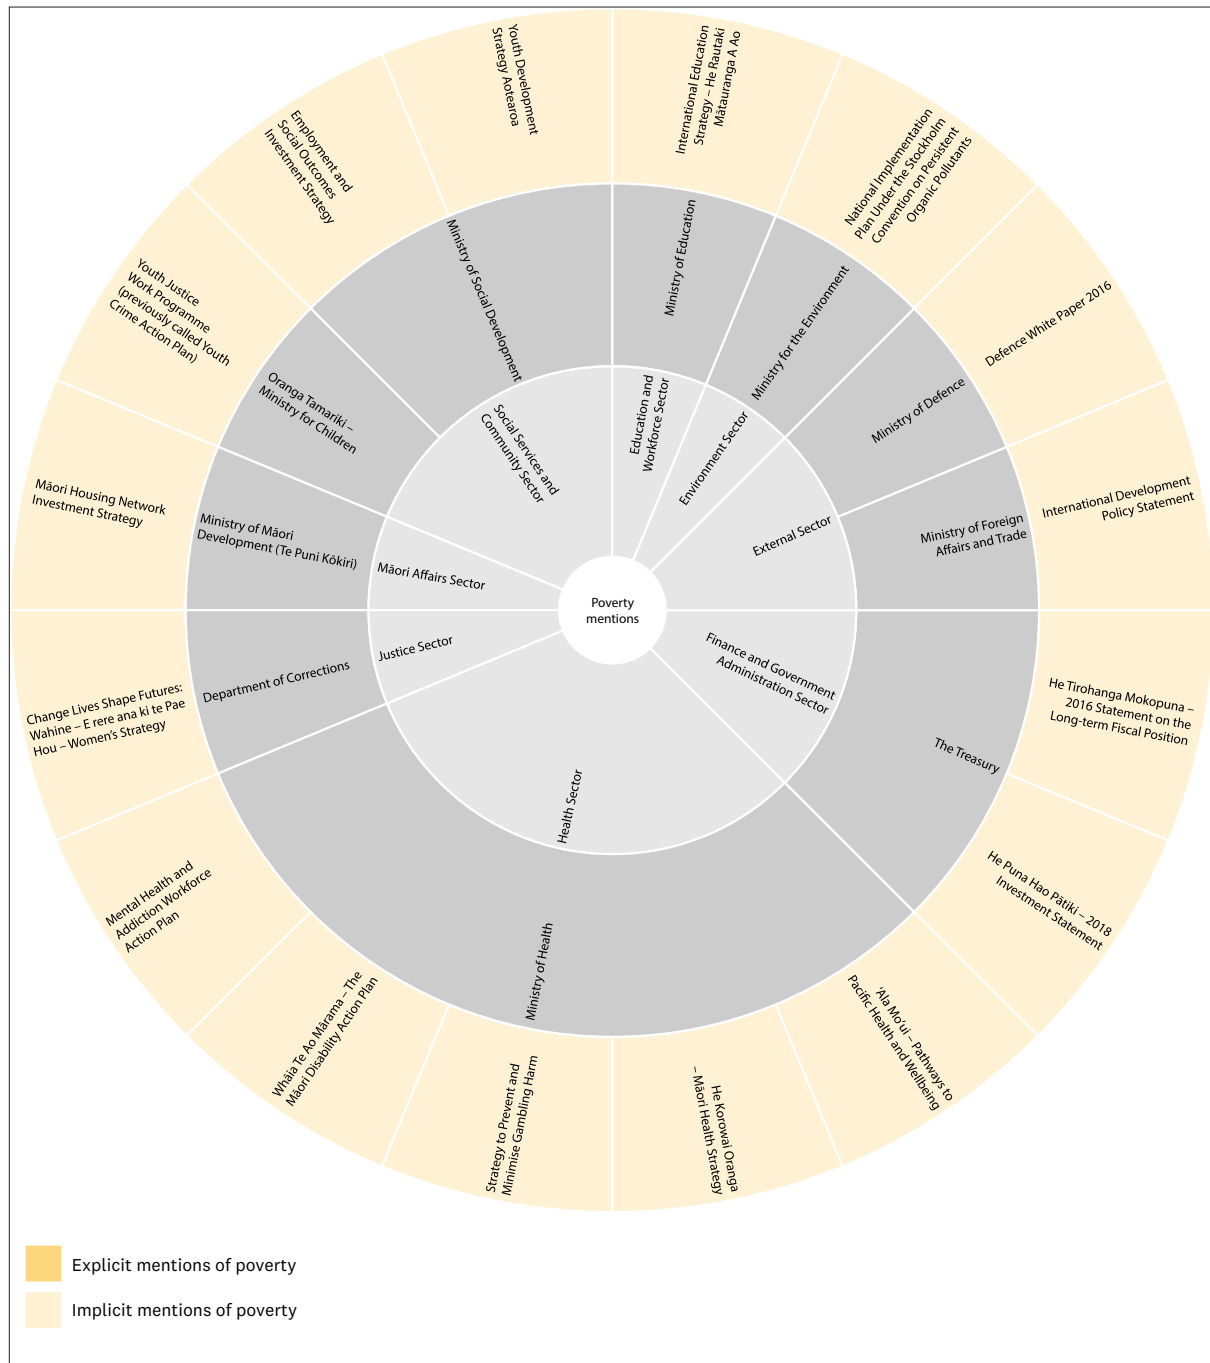 Poverty
mentions
Education and
Workforce Sector
Environment Sector
External Sector
Finance and Government
Administration Sector
Health Sector
Justice Sector
Māori Affairs Sector
Social Services and
Community Sector
Ministry of Education
Ministry for the Environment
Ministry of Defence
Ministry of Foreign
Affairs and Trade
The Treasury
Ministry of Health
Department of Corrections
Ministry of Māori
Development (Te Puni Kōkiri)
Oranga Tamariki –
Ministry for Children
Ministry of Social Development
International Education
Strategy – He Rautaki
Mātauranga A Ao
National Implementation
Plan Under the Stockholm
Convention on Persistent
Organic Pollutants
Defence White Paper 2016
International Development
Policy Statement
He Tirohanga Mokopuna –
2016 Statement on the
Long-term Fiscal Position
He Puna Hao Pātiki – 2018
Investment Statement
‘Ala Mo‘ui – Pathways to
Pacific Health and Wellbeing
He Korowai Oranga
– Māori Health Strategy
Strategy to Prevent and
Minimise Gambling Harm
Whāia Te Ao Mārama – The
Māori Disability Action Plan
Mental Health and
Addiction Workforce
Action Plan
Change Lives Shape Futures:
Wahine – E rere ana ki te Pae
Hou – Women’s Strategy
Māori Housing Network
Investment Strategy
Youth Justice
Work Programme
(previously called Youth
Crime Action Plan)
Employment and
Social Outcomes
Investment Strategy
Youth Development
Strategy Aotearoa
Explicit mentions of poverty
Implicit mentions of poverty